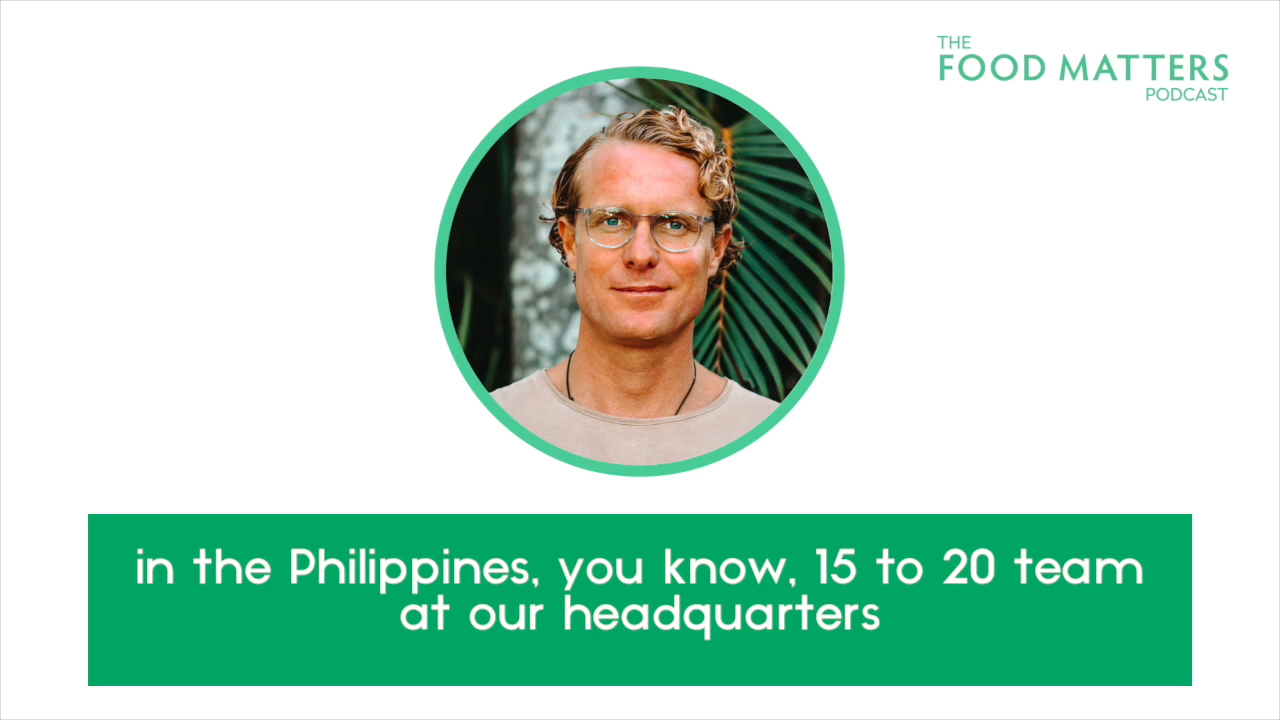 THE
FOOD MATTERS
PODCAST
in the Philippines, you know, 15 to 20 team
at our headquarters